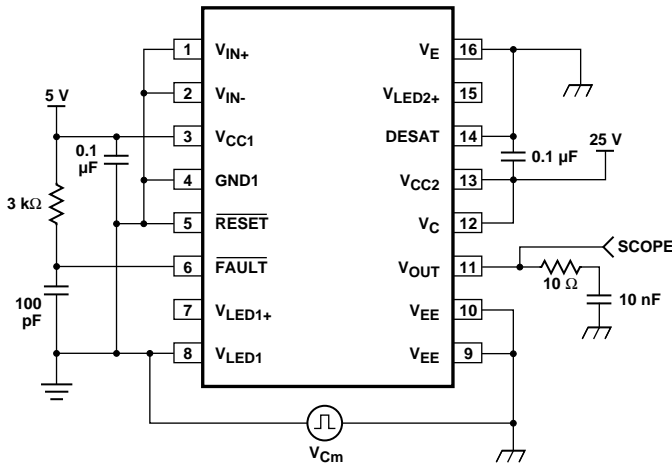 1 V_IN+
2 V_IN-
3 V_CC1
4 GND1
5 RESET
6 FAULT
7 V_LED1+
8 V_LED1
V_E 16
V_LED2+ 15
DESAT 14
V_CC2 13
V_C 12
V_OUT 11
V_EE 10
V_EE 9
5 V
0.1
µF
3 kΩ
100
pF
0.1 µF
25 V
SCOPE
10 Ω
10 nF
V_Cm